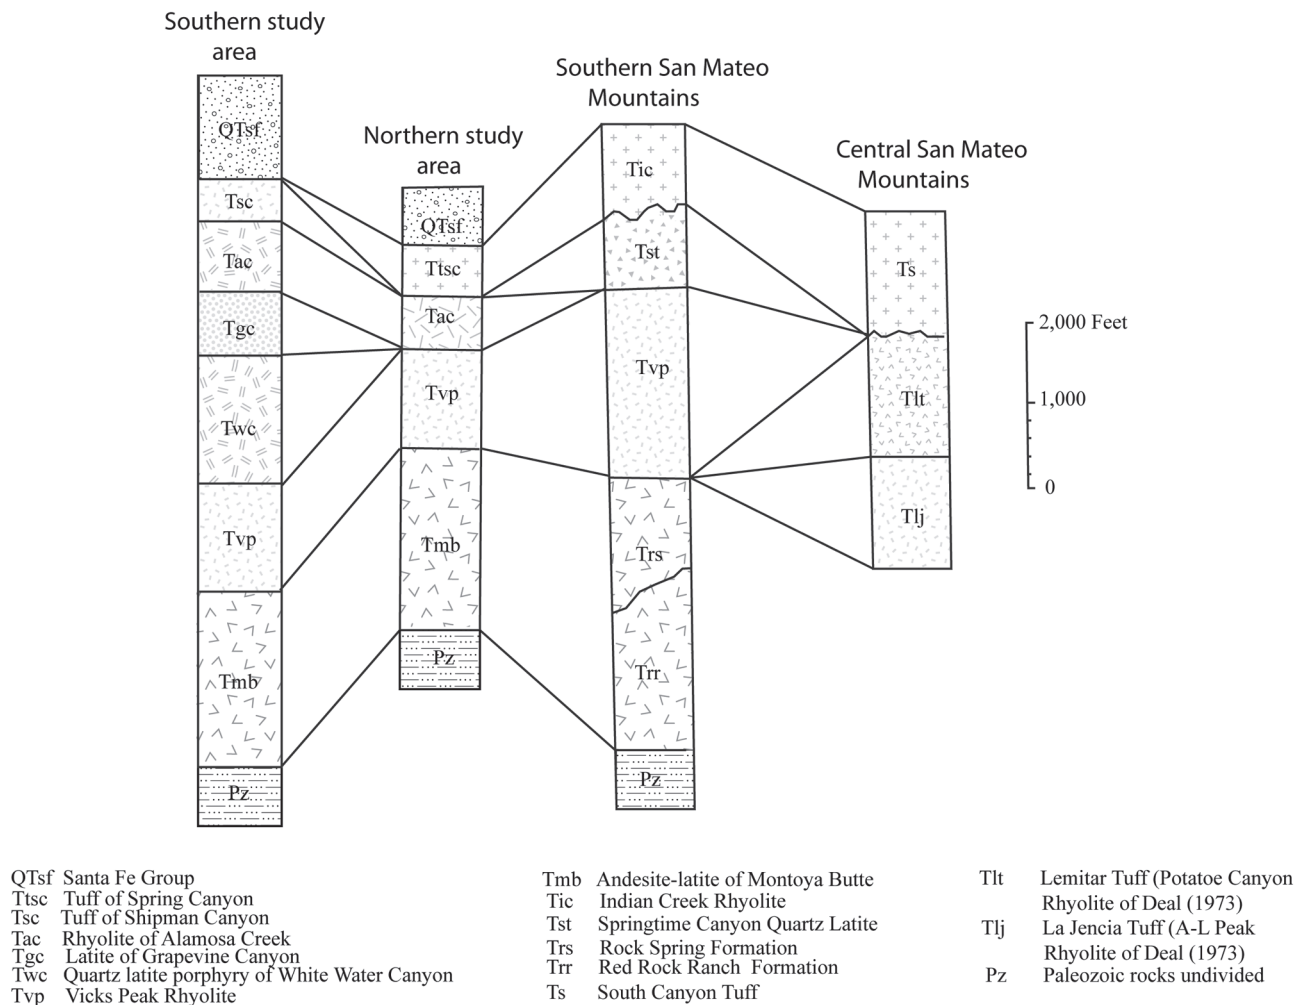 Southern study
area
QTsf
Tsc
Tac
Tgc
Twc
Tvp
Tmb
Pz
Northern study
area
QTsf
Ttsc
Tac
Tvp
Tmb
Pz
Southern San Mateo
Mountains
Tic
Tst
Tvp
Trs
Trr
Pz
Central San Mateo
Mountains
Ts
Tlt
Tlj
2,000 Feet
1,000
0
QTsf Santa Fe Group
Ttsc Tuff of Spring Canyon
Tsc Tuff of Shipman Canyon
Tac Rhyolite of Alamosa Creek
Tgc Latite of Grapevine Canyon
Twc Quartz latite porphyry of White Water Canyon
Tvp Vicks Peak Rhyolite
Tmb Andesite-latite of Montoya Butte
Tic Indian Creek Rhyolite
Tst Springtime Canyon Quartz Latite
Trs Rock Spring Formation
Trr Red Rock Ranch Formation
Ts South Canyon Tuff
Tlt Lemitar Tuff (Potatoe Canyon
Rhyolite of Deal (1973)
Tlj La Jencia Tuff (A-L Peak
Rhyolite of Deal (1973)
Pz Paleozoic rocks undivided